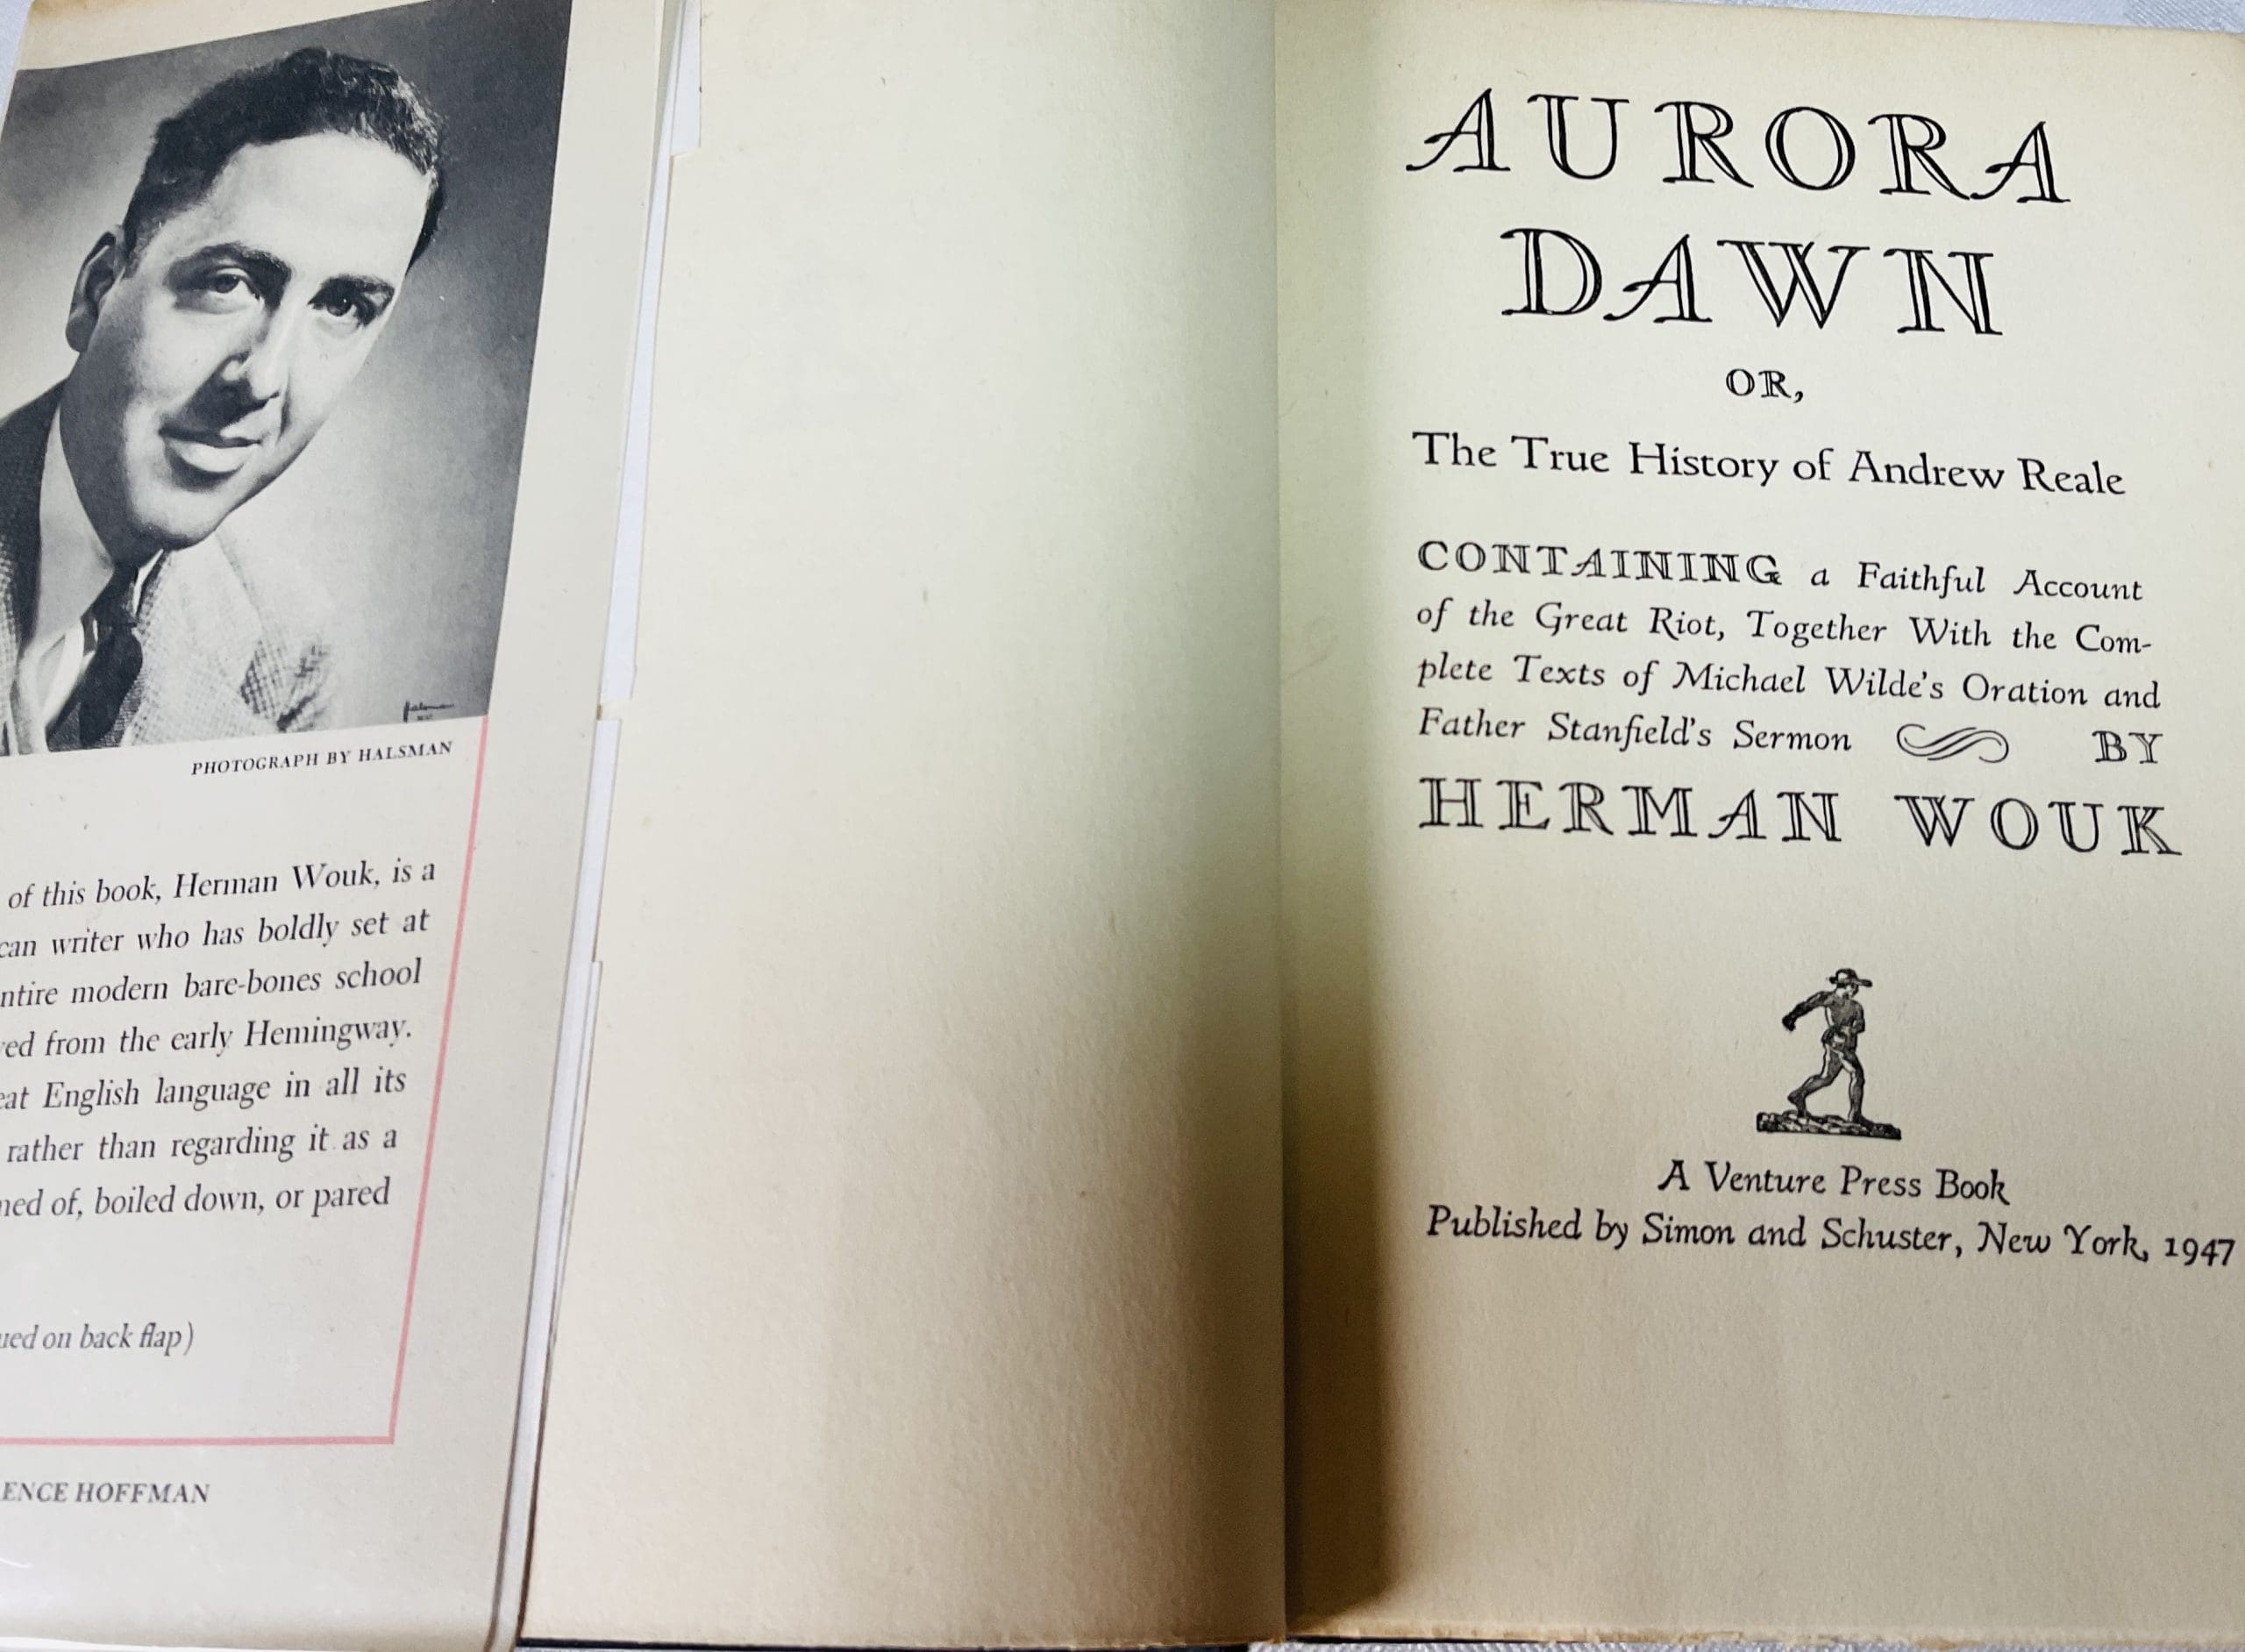 PHOTOGRAPH BY HALSMAN
of this book, Herman Wouk, is a
can writer who has boldly set at
ntire modern bare-bones school
ved from the early Hemingway.
eat English language in all its
rather than regarding it as a
ned of, boiled down, or pared
ued on back flap)
ENCE HOFFMAN
AURORA
DAWN
OR,
The True History of Andrew Reale
CONTAINING a Faithful Account
of the Great Riot, Together With the Com-
plete Texts of Michael Wilde's Oration and
Father Stanfield's Sermon BY
HERMAN WOUK
A Venture Press Book
Published by Simon and Schuster, New York, 1947